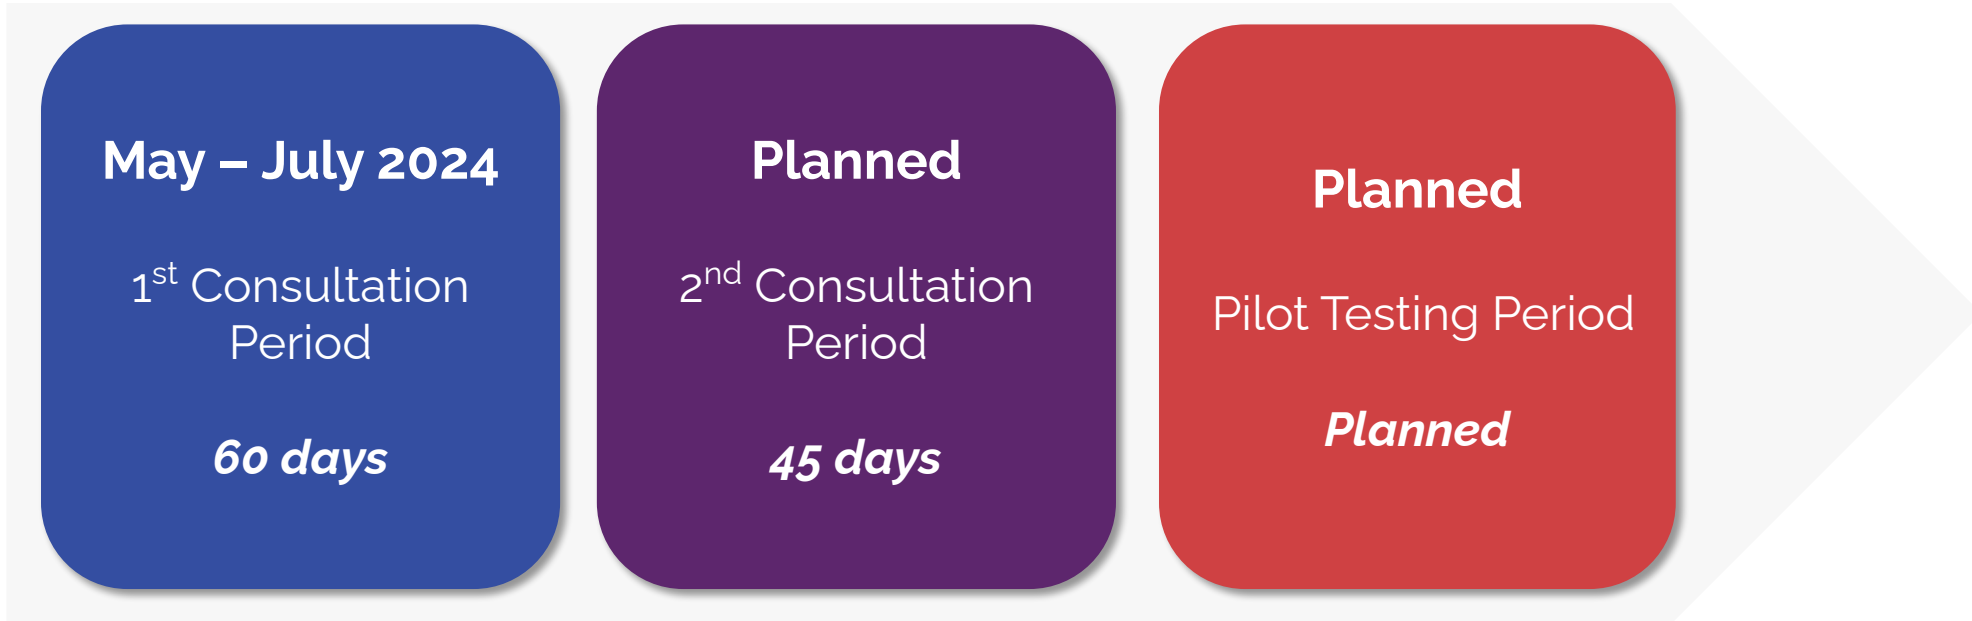 May – July 2024
1st Consultation
Period
60 days
Planned
2nd Consultation
Period
45 days
Planned
Pilot Testing Period
Planned